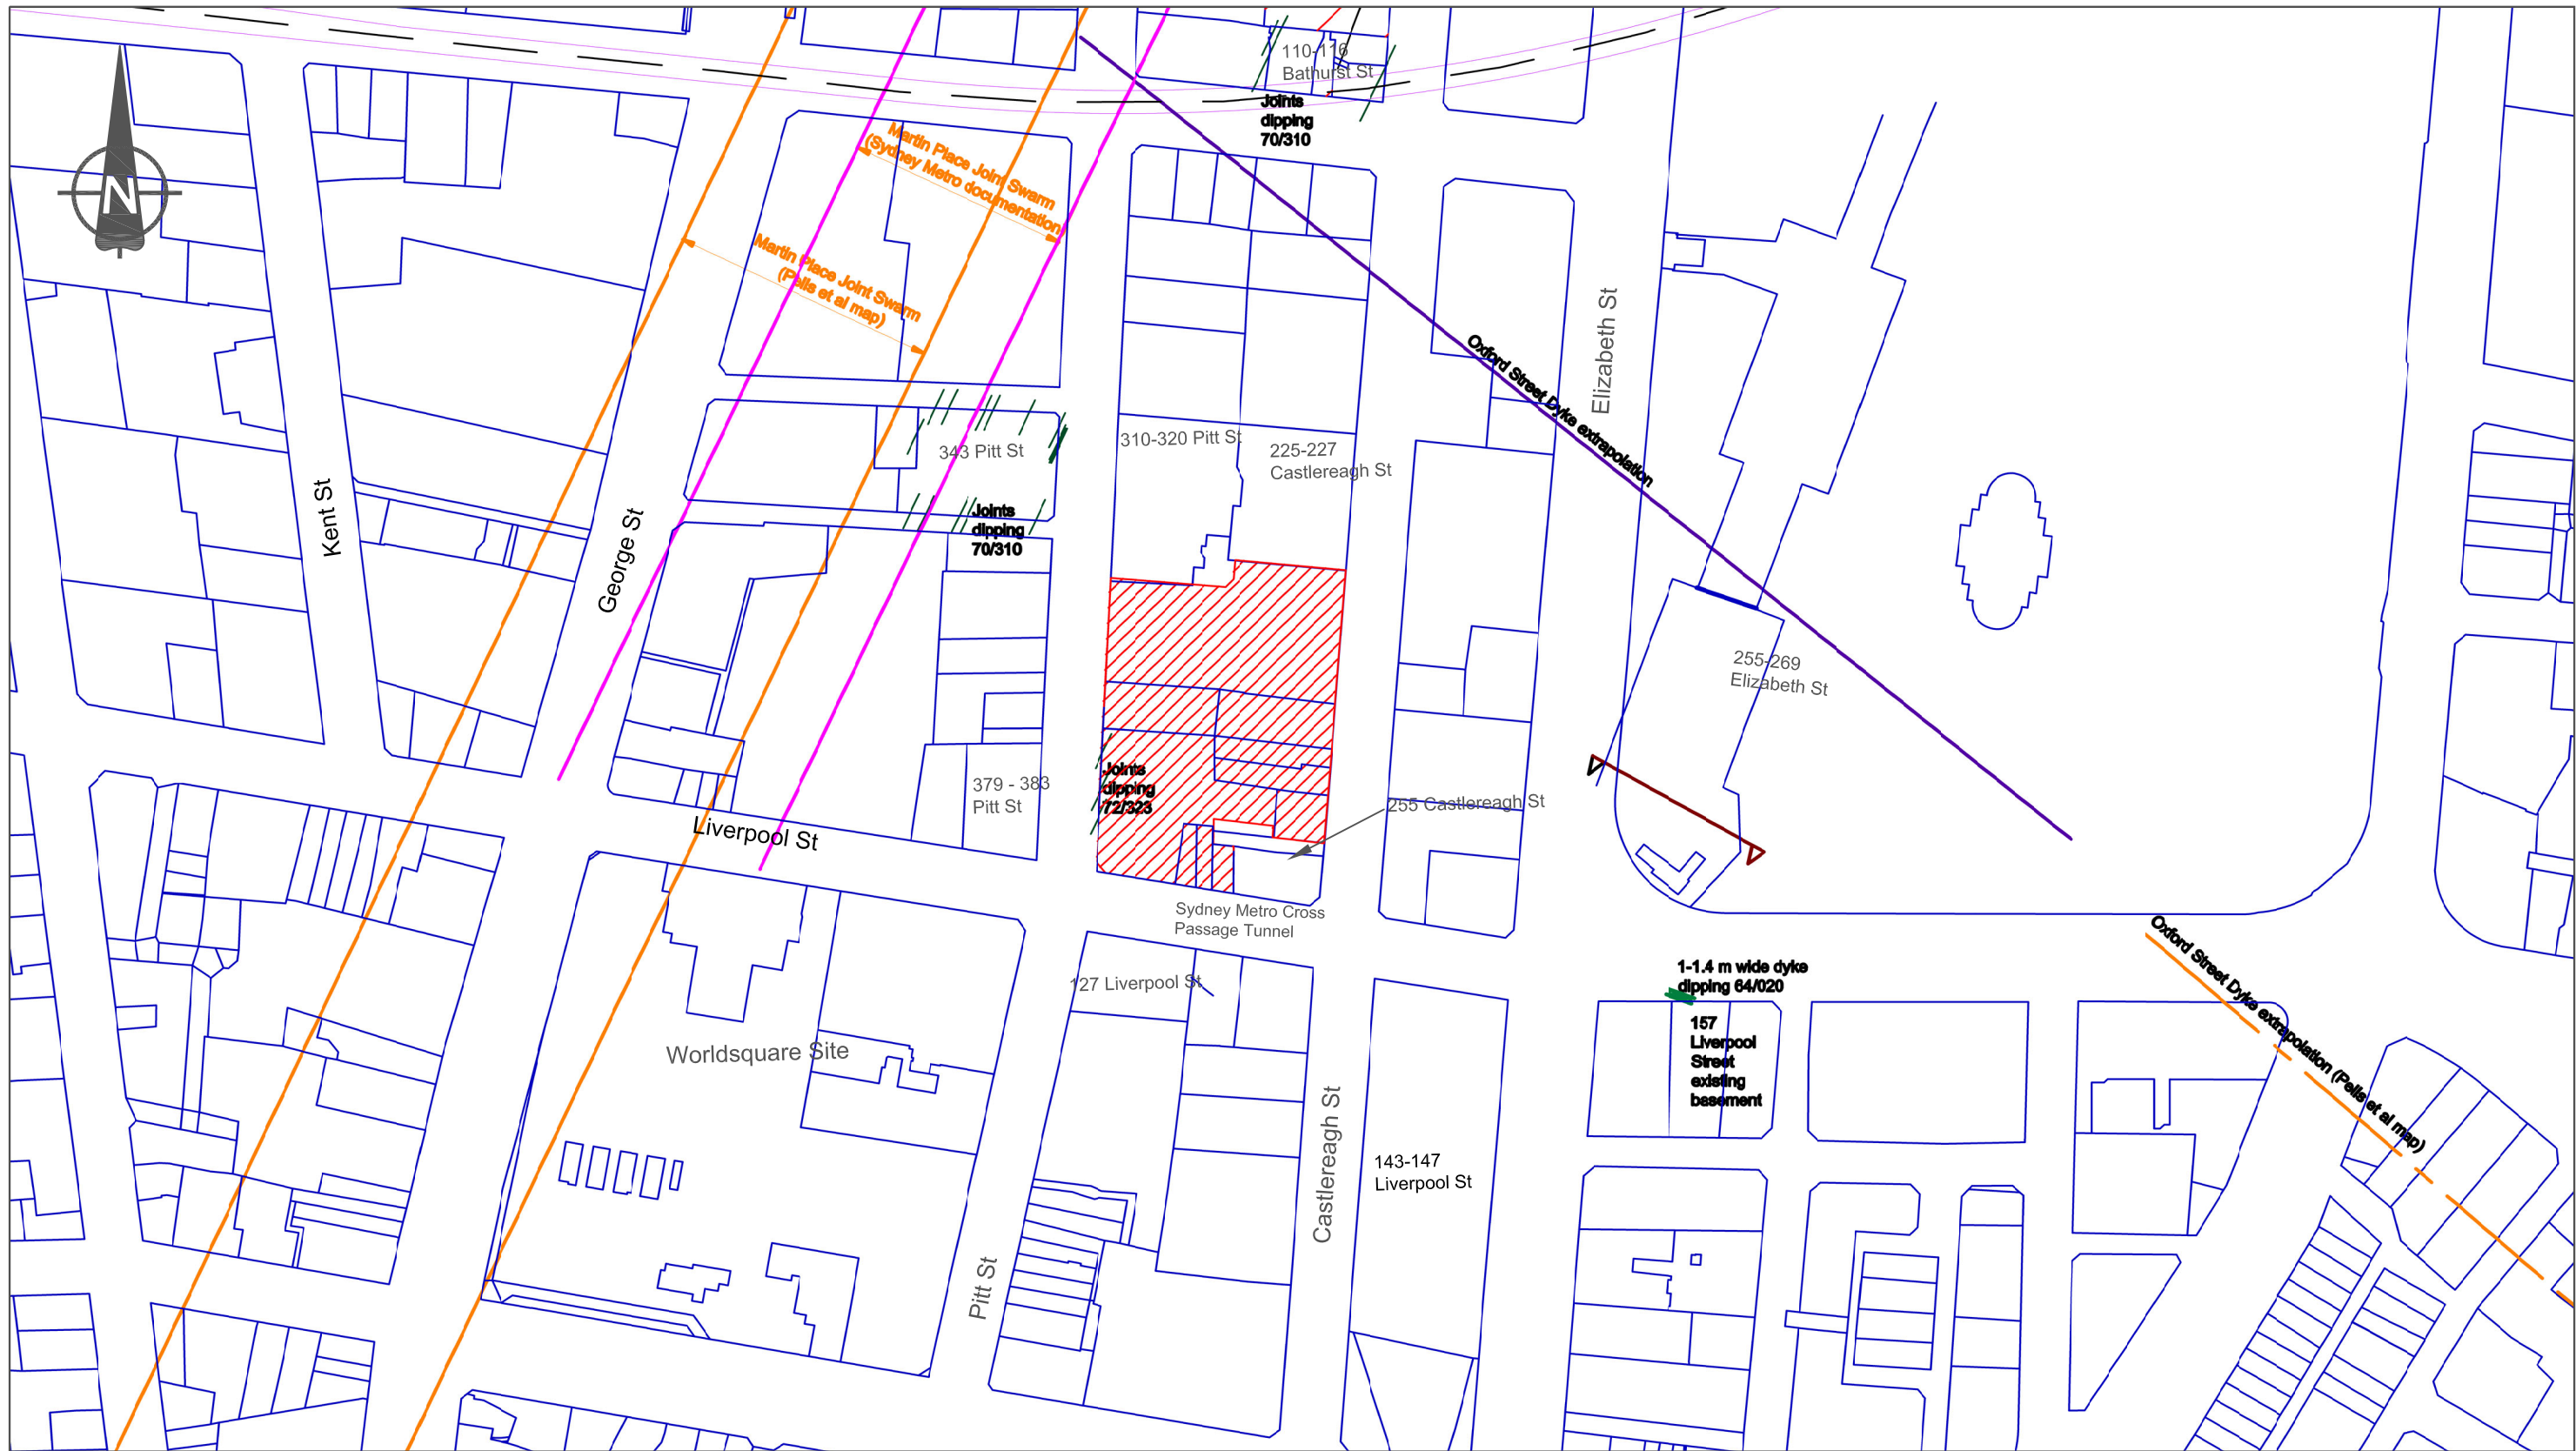 110-116
Bathurst St
Joints
dipping
70/310
N
Martin Place Joint Swarm
(Sydney Metro documentation)
Martin Place Joint Swarm
(Pells et al map)
Elizabeth St
Oxford Street Dyke extrapolation
343 Pitt St
310-320 Pitt St
225-227
Castlereagh St
Kent St
George St
Joints
dipping
70/310
255-269
Elizabeth St
379 - 383
Pitt St
Joints
dipping
72/323
255 Castlereagh St
Liverpool St
Sydney Metro Cross
Passage Tunnel
127 Liverpool St
1-1.4 m wide dyke
dipping 64/020
157
Liverpool
Street
existing
basement
Oxford Street Dyke extrapolation (Pells et al map)
Worldsquare Site
Castlereagh St
143-147
Liverpool St
Pitt St